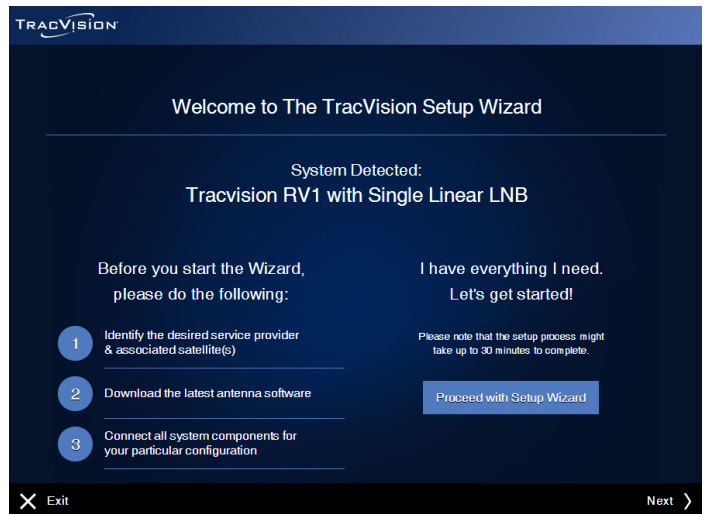 TRACVISION
Welcome to The TracVision Setup Wizard
System Detected:
Tracvision RV1 with Single Linear LNB
Before you start the Wizard,
please do the following:
1
Identify the desired service provider
& associated satellite(s)
2
Download the latest antenna software
3
Connect all system components for
your particular configuration
I have everything I need.
Let's get started!
Please note that the setup process might
take up to 30 minutes to complete.
Proceed with Setup Wizard
Exit
Next